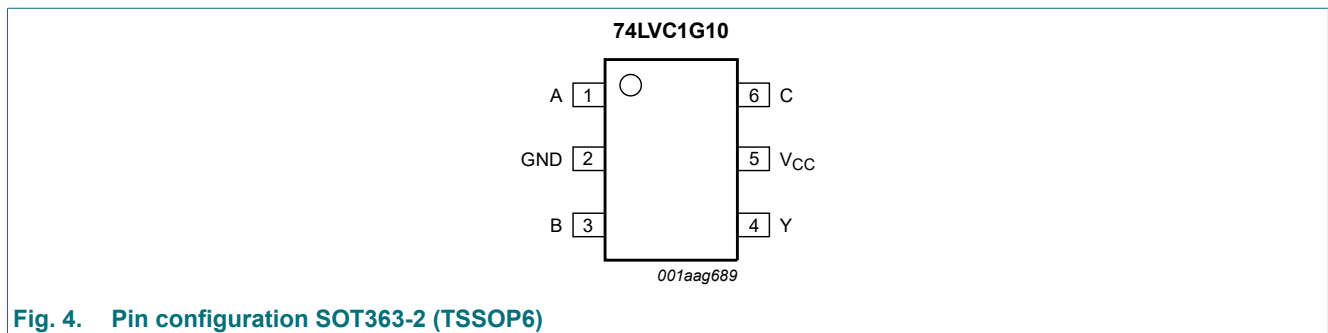 74LVC1G10
A 1 6 C
GND 2 5 VCC
B 3 4 Y
001aag689
Fig. 4. Pin configuration SOT363-2 (TSSOP6)